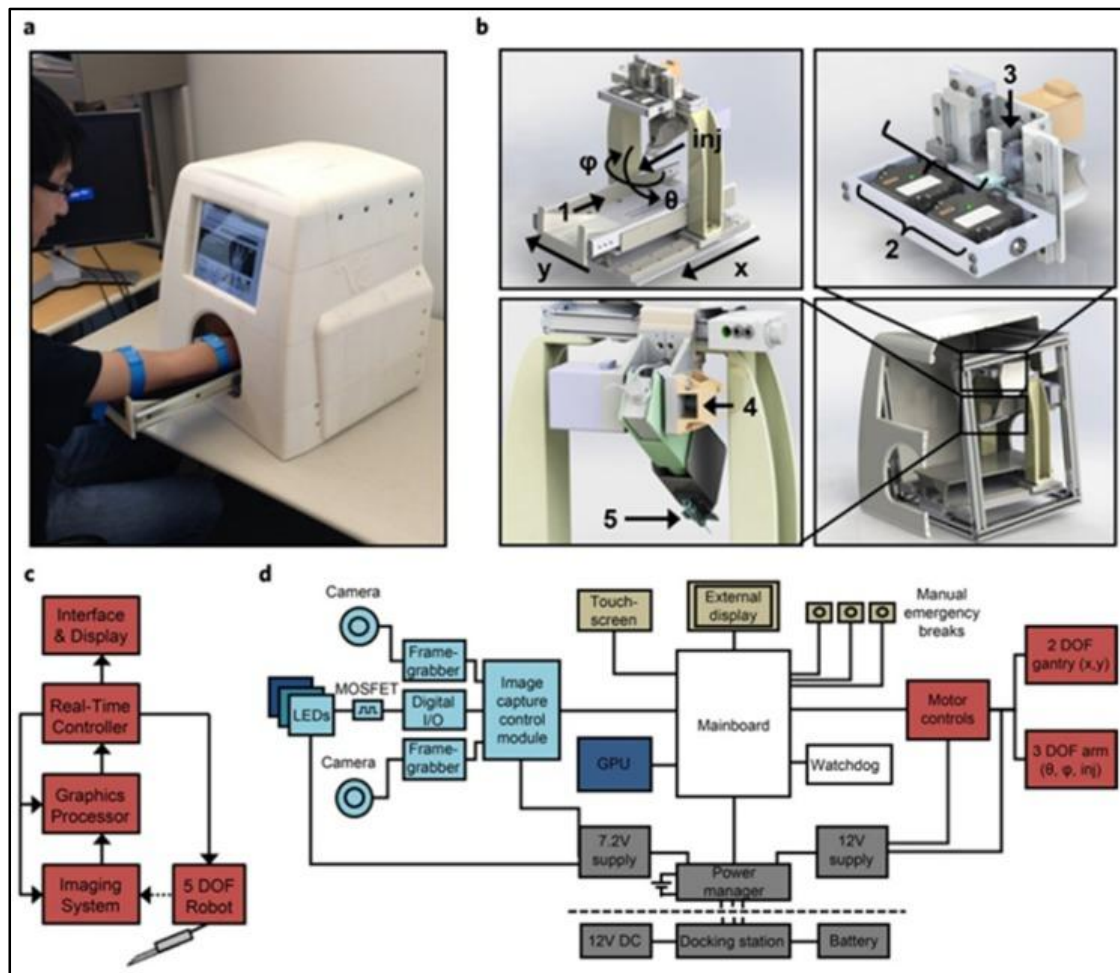 a
b
inj
φ
1
θ
y
x
3
2
4
5
c
Interface
& Display
Real-Time
Controller
Graphics
Processor
Imaging
System
5 DOF
Robot
d
Camera
Frame-
grabber
MOSFET
LEDs
Digital
I/O
Image
capture
control
module
Camera
Frame-
grabber
Touch-
screen
External
display
Manual
emergency
breaks
Mainboard
GPU
Watchdog
Motor
controls
2 DOF
gantry (x,y)
3 DOF arm
(θ, φ, inj)
7.2V
supply
12V
supply
Power
manager
12V DC
Docking station
Battery